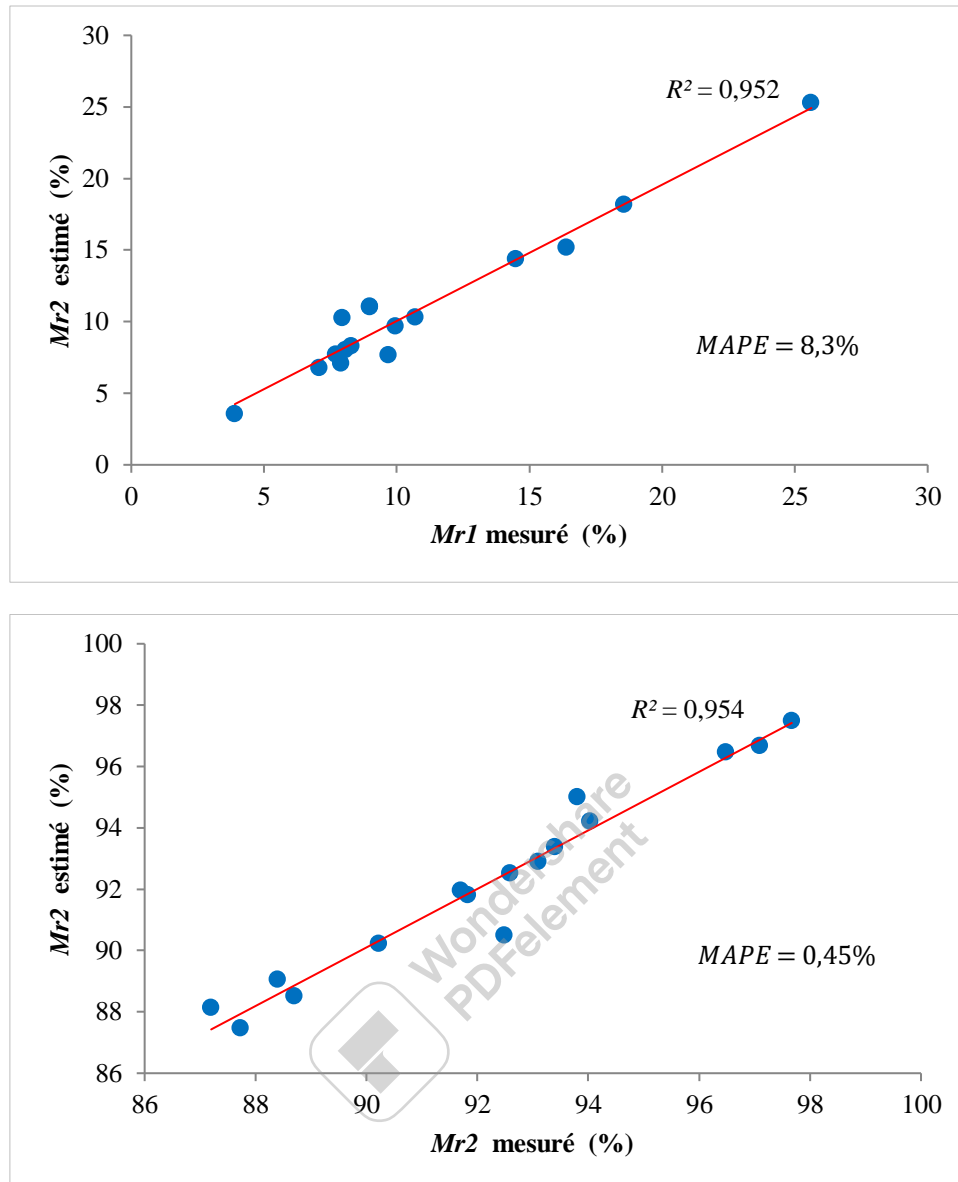 30
25
20
15
10
5
0
Mr2 estimé (%)
R² = 0,952
MAPE = 8,3%
0 5 10 15 20 25 30
Mr1 mesuré (%)
100
98
96
94
92
90
88
86
Mr2 estimé (%)
R² = 0,954
MAPE = 0,45%
Wondershare
PDFelement
86 88 90 92 94 96 98 100
Mr2 mesuré (%)